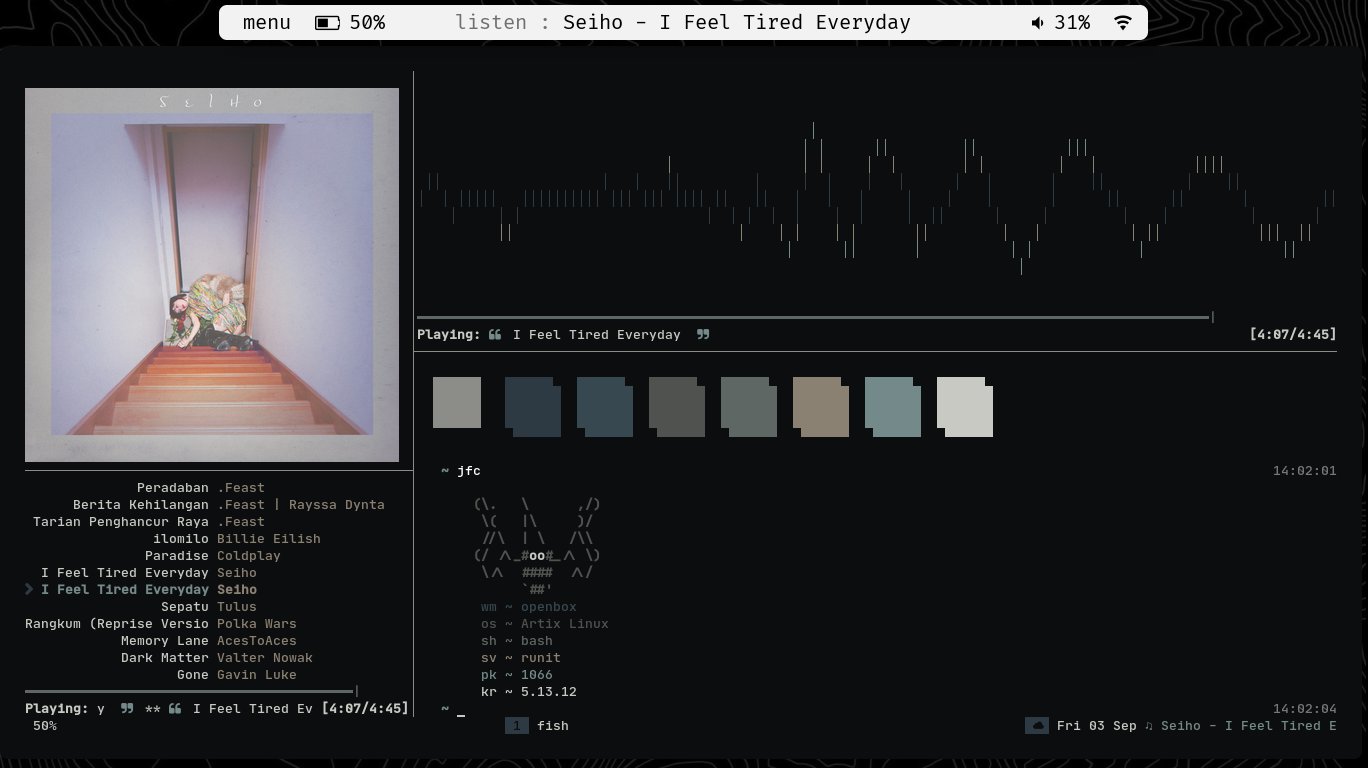 menu 50% listen : Seiho - I Feel Tired Everyday 31%
Seiho
Playing: ❝ I Feel Tired Everyday ❞ [4:07/4:45]
~ jfc 14:02:01
Peradaban .Feast
Berita Kehilangan .Feast | Rayssa Dynta
Tarian Penghancur Raya .Feast
ilomilo Billie Eilish
Paradise Coldplay
I Feel Tired Everyday Seiho
> I Feel Tired Everyday Seiho
Sepatu Tulus
Rangkum (Reprise Versio Polka Wars
Memory Lane AcesToAces
Dark Matter Valter Nowak
Gone Gavin Luke
Playing: y ❞ ** ❝ I Feel Tired Ev [4:07/4:45]
50%
(\.   \      ,/)
\(   |\     )/
//\  | \   /\\
(/ /\_#oo#_/\ \)
\/\  ####  /\/
`##'
wm ~ openbox
os ~ Artix Linux
sh ~ bash
sv ~ runit
pk ~ 1066
kr ~ 5.13.12
~ _ 14:02:04
1 fish Fri 03 Sep ♫ Seiho - I Feel Tired E